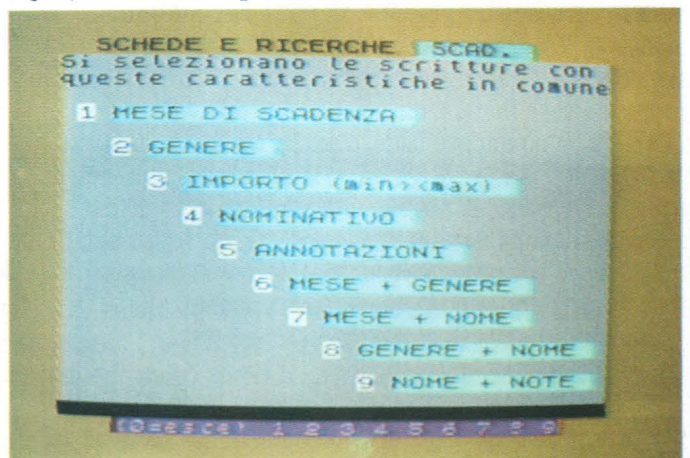 SCHEDE E RICERCHE SCAD.
Si selezionano le scritture con
queste caratteristiche in comune
1 MESE DI SCADENZA
2 GENERE
3 IMPORTO (min><max)
4 NOMINATIVO
5 ANNOTAZIONI
6 MESE + GENERE
7 MESE + NOME
8 GENERE + NOME
9 NOME + NOTE
(0=esce) 1 2 3 4 5 6 7 8 9